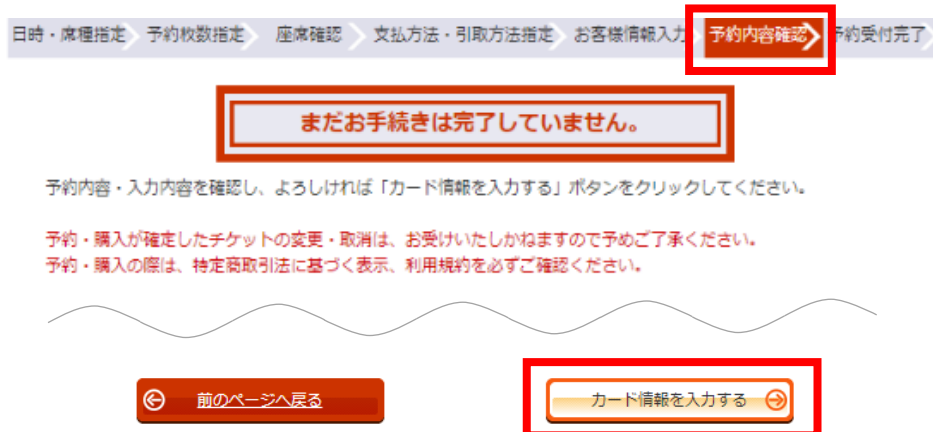 日時・席種指定 予約枚数指定 座席確認 支払方法・引取方法指定 お客様情報入力 予約内容確認 予約受付完了
まだお手続きは完了していません。
予約内容・入力内容を確認し、よろしければ「カード情報を入力する」ボタンをクリックしてください。
予約・購入が確定したチケットの変更・取消は、お受けいたしかねますので予めご了承ください。
予約・購入の際は、特定商取引法に基づく表示、利用規約を必ずご確認ください。
前のページへ戻る カード情報を入力する